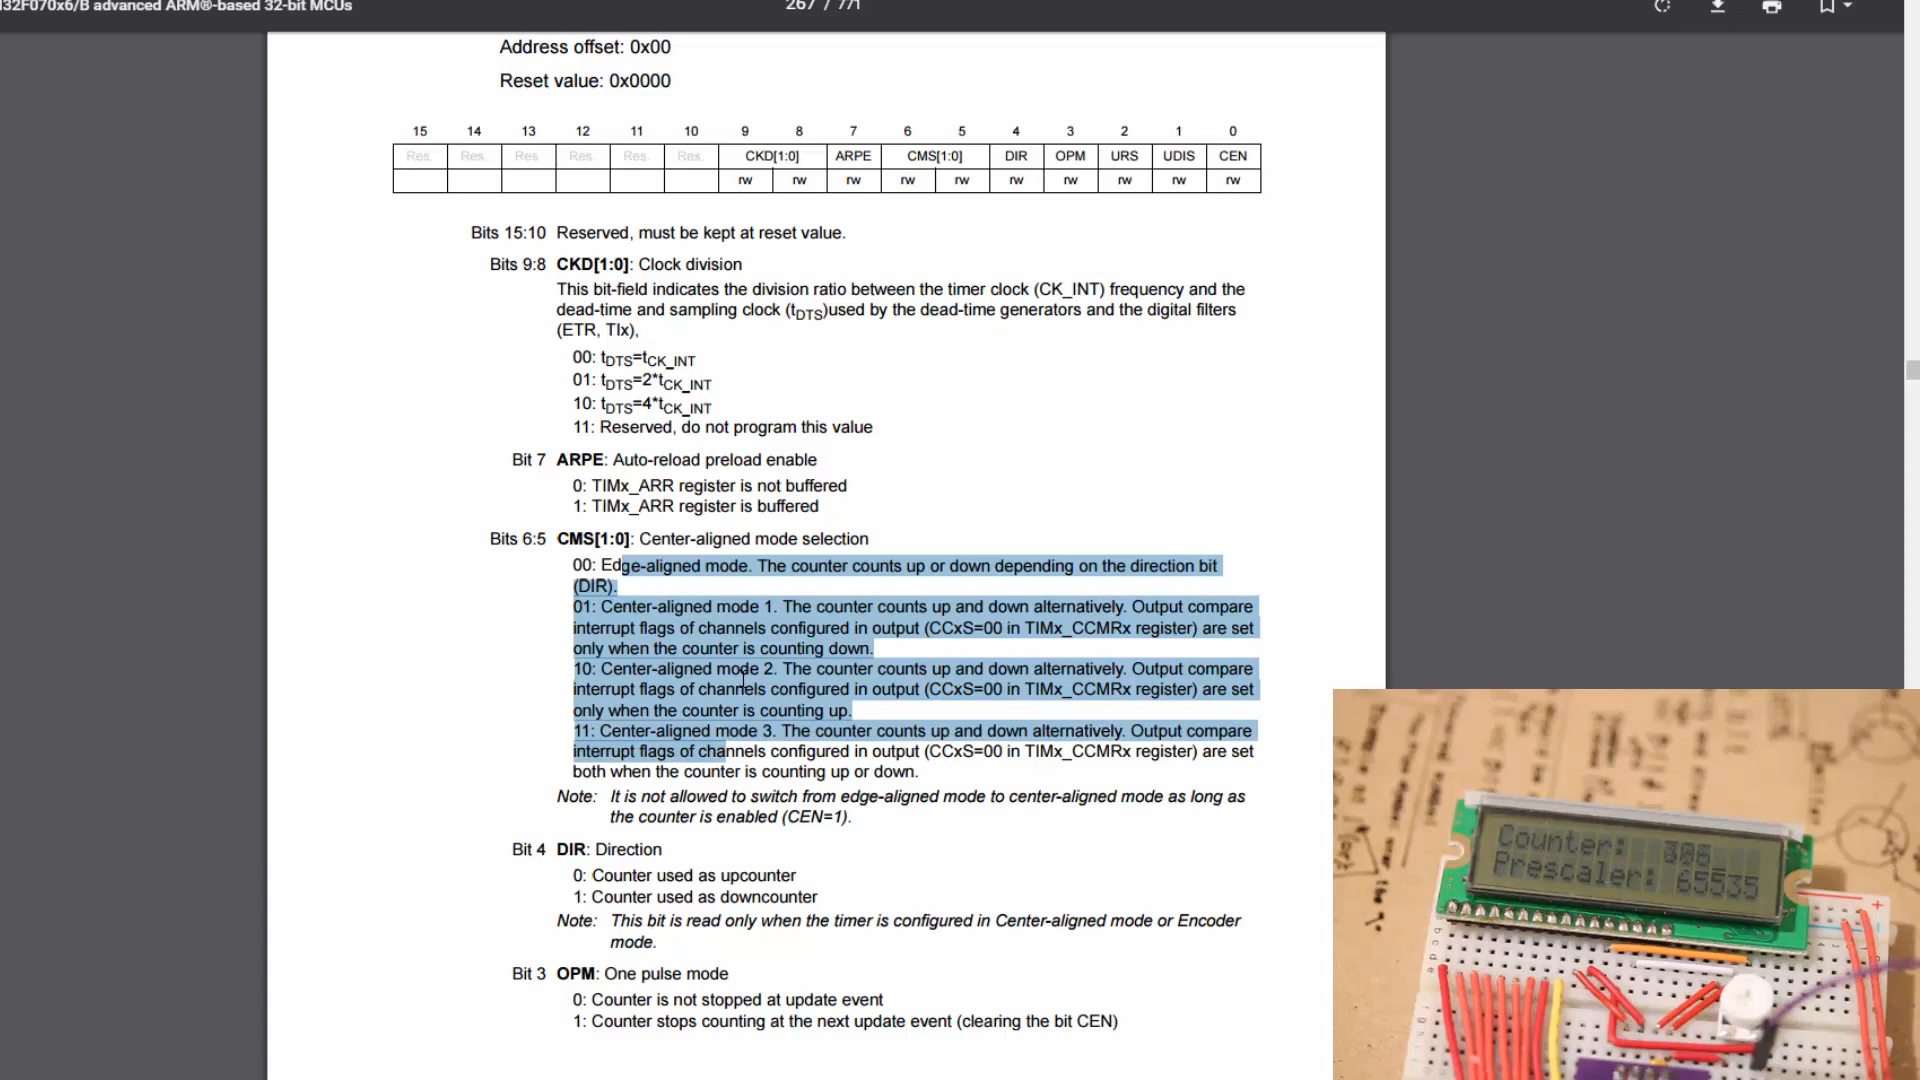 32F070x6/B advanced ARM®-based 32-bit MCUs
267 / 771
Address offset: 0x00
Reset value: 0x0000
15 14 13 12 11 10 9 8 7 6 5 4 3 2 1 0
Res. Res. Res. Res. Res. Res. CKD[1:0] ARPE CMS[1:0] DIR OPM URS UDIS CEN
rw rw rw rw rw rw rw rw rw rw
Bits 15:10 Reserved, must be kept at reset value.
Bits 9:8 CKD[1:0]: Clock division
This bit-field indicates the division ratio between the timer clock (CK_INT) frequency and the
dead-time and sampling clock (tDTS)used by the dead-time generators and the digital filters
(ETR, TIx),
00: tDTS=tCK_INT
01: tDTS=2*tCK_INT
10: tDTS=4*tCK_INT
11: Reserved, do not program this value
Bit 7 ARPE: Auto-reload preload enable
0: TIMx_ARR register is not buffered
1: TIMx_ARR register is buffered
Bits 6:5 CMS[1:0]: Center-aligned mode selection
00: Edge-aligned mode. The counter counts up or down depending on the direction bit
(DIR).
01: Center-aligned mode 1. The counter counts up and down alternatively. Output compare
interrupt flags of channels configured in output (CCxS=00 in TIMx_CCMRx register) are set
only when the counter is counting down.
10: Center-aligned mode 2. The counter counts up and down alternatively. Output compare
interrupt flags of channels configured in output (CCxS=00 in TIMx_CCMRx register) are set
only when the counter is counting up.
11: Center-aligned mode 3. The counter counts up and down alternatively. Output compare
interrupt flags of channels configured in output (CCxS=00 in TIMx_CCMRx register) are set
both when the counter is counting up or down.
Note: It is not allowed to switch from edge-aligned mode to center-aligned mode as long as
the counter is enabled (CEN=1).
Bit 4 DIR: Direction
0: Counter used as upcounter
1: Counter used as downcounter
Note: This bit is read only when the timer is configured in Center-aligned mode or Encoder
mode.
Bit 3 OPM: One pulse mode
0: Counter is not stopped at update event
1: Counter stops counting at the next update event (clearing the bit CEN)
Counter:
Prescaler: 65535